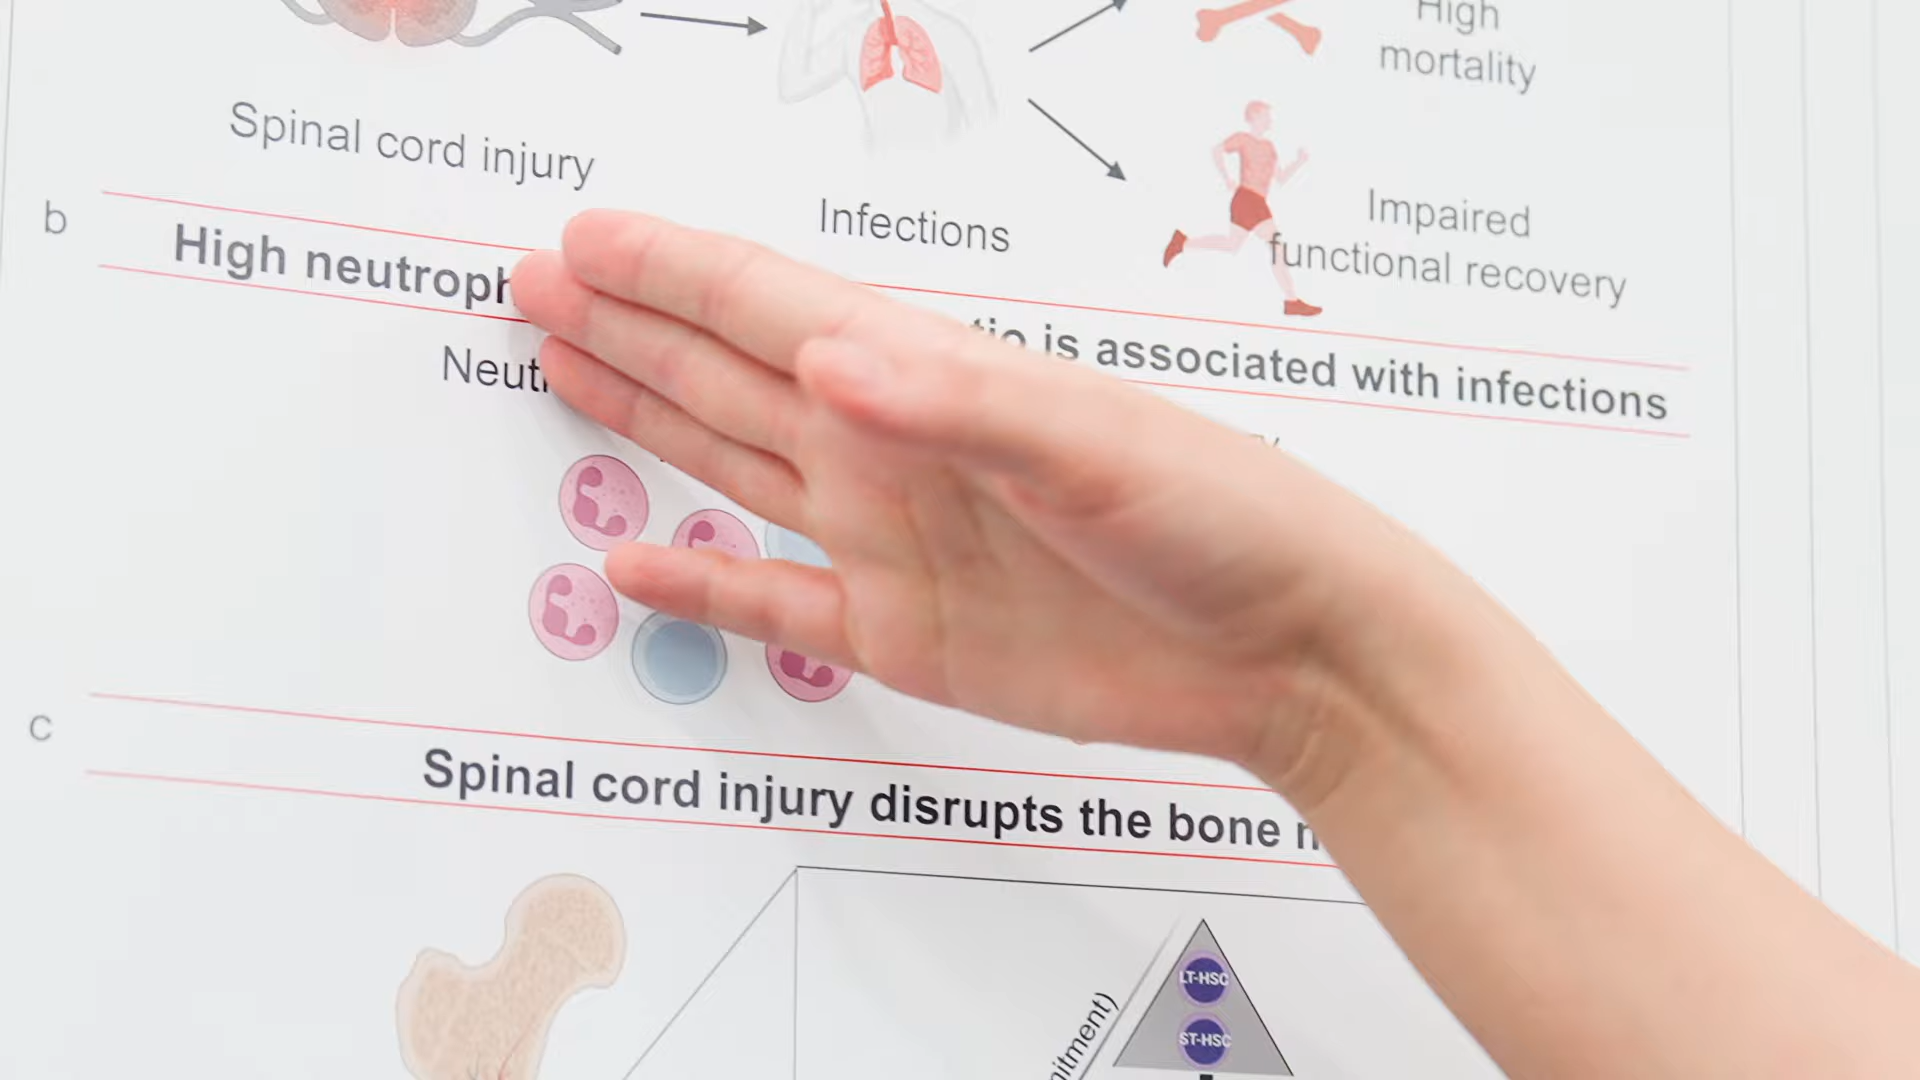 High
mortality
Spinal cord injury
Infections
Impaired
functional recovery
b
High neutroph
is associated with infections
Neut
c
Spinal cord injury disrupts the bone
LT-HSC
ST-HSC
itment)